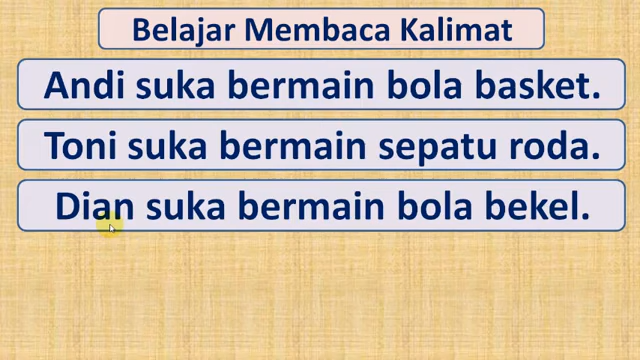 Belajar Membaca Kalimat
Andi suka bermain bola basket.
Toni suka bermain sepatu roda.
Dian suka bermain bola bekel.